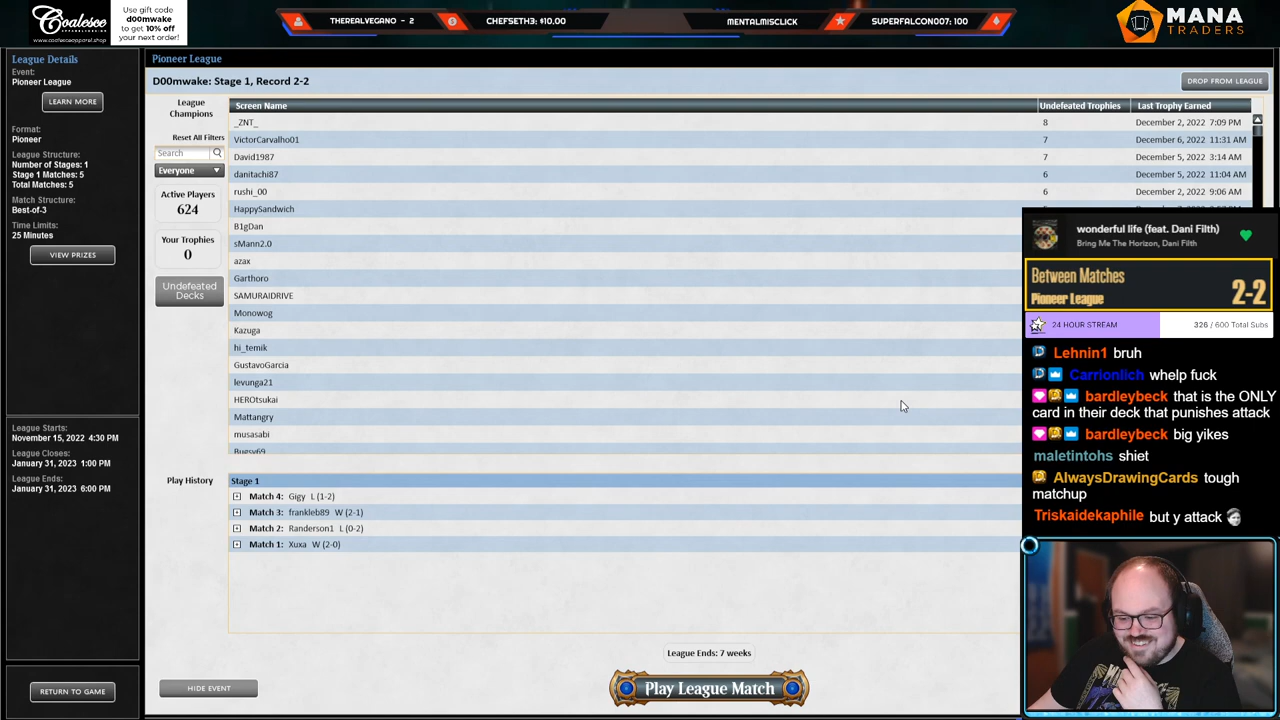 Coalesce
www.coalesceapparel.shop
Use gift code
d00mwake
to get 10% off
your next order!
THEREALVEGANO - 2
CHEFSETH3: $10.00
MENTALMISCLICK
SUPERFALCON007: 100
MANA
TRADERS
League Details
Event:
Pioneer League
LEARN MORE
Format:
Pioneer
League Structure:
Number of Stages: 1
Stage 1 Matches: 5
Total Matches: 5
Match Structure:
Best-of-3
Time Limits:
25 Minutes
VIEW PRIZES
League Starts:
November 15, 2022 4:30 PM
League Closes:
January 31, 2023 1:00 PM
League Ends:
January 31, 2023 6:00 PM
RETURN TO GAME
Pioneer League
D00mwake: Stage 1, Record 2-2
DROP FROM LEAGUE
League
Champions
Reset All Filters
Search
Everyone
Active Players
624
Your Trophies
0
Undefeated
Decks
Screen Name Undefeated Trophies Last Trophy Earned
_ZNT_ 8 December 2, 2022 7:09 PM
VictorCarvalho01 7 December 6, 2022 11:31 AM
David1987 7 December 5, 2022 3:14 AM
danitachi87 6 December 5, 2022 11:04 AM
rushi_00 6 December 2, 2022 9:06 AM
HappySandwich
B1gDan
sMann2.0
azax
Garthoro
SAMURAIDRIVE
Monowog
Kazuga
hi_temik
GustavoGarcia
levunga21
HEROtsukai
Mattangry
musasabi
Bugsy69
Play History
Stage 1
Match 4: Gigy L (1-2)
Match 3: frankleb89 W (2-1)
Match 2: Randerson1 L (0-2)
Match 1: Xuxa W (2-0)
League Ends: 7 weeks
HIDE EVENT
Play League Match
wonderful life (feat. Dani Filth)
Bring Me The Horizon, Dani Filth
Between Matches
Pioneer League
2-2
24 HOUR STREAM
326 / 600 Total Subs
Lehnin1 bruh
Carrionlich whelp fuck
bardleybeck that is the ONLY
card in their deck that punishes attack
bardleybeck big yikes
maletintohs shiet
AlwaysDrawingCards tough
matchup
Triskaidekaphile but y attack